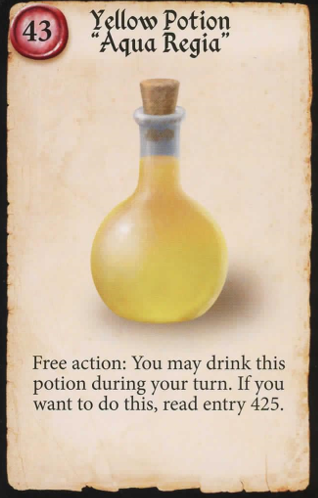 43
Yellow Potion
“Aqua Regia”
Free action: You may drink this
potion during your turn. If you
want to do this, read entry 425.